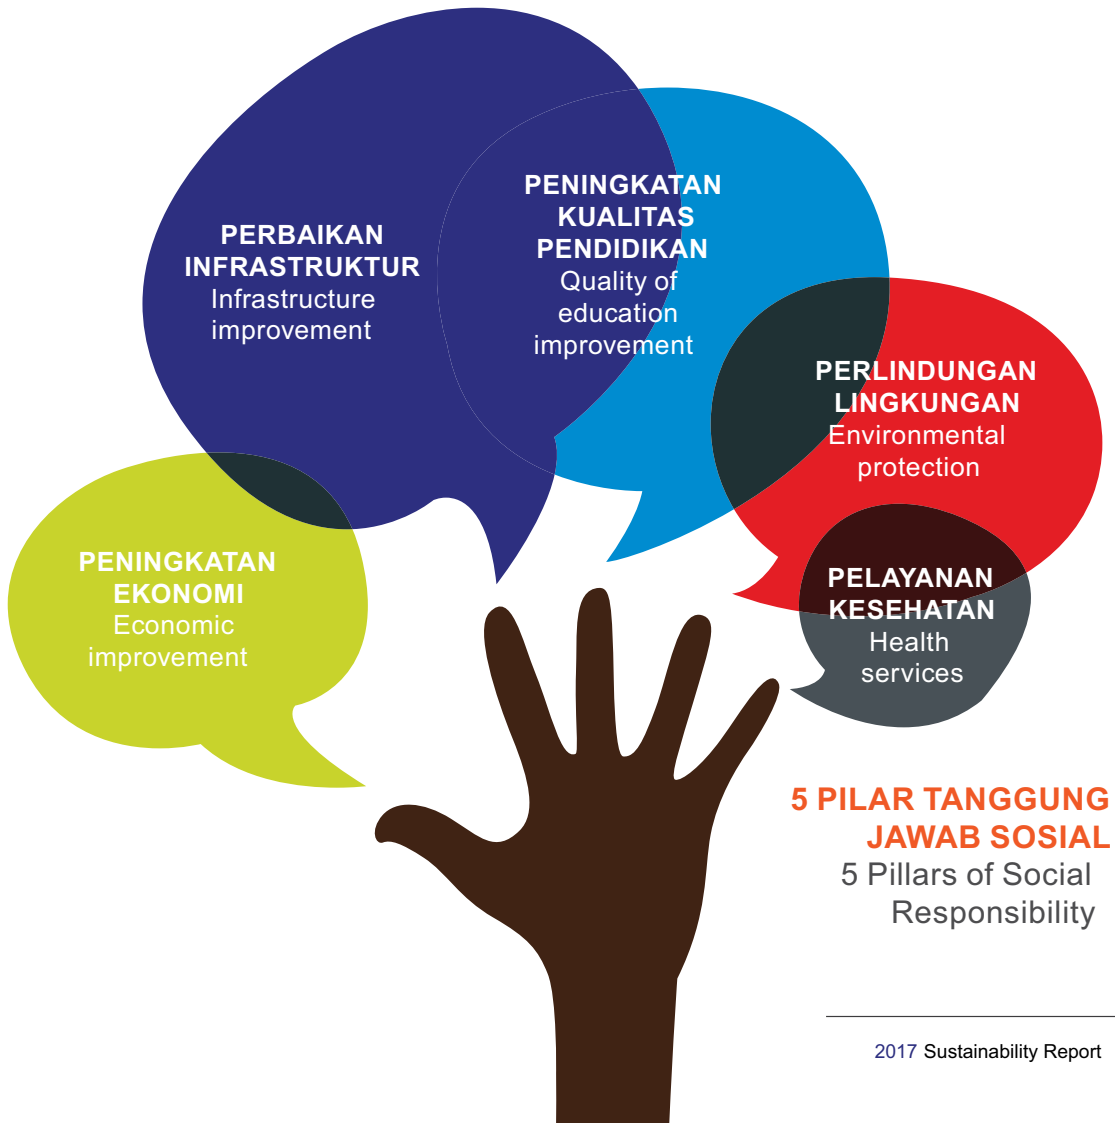 PENINGKATAN
KUALITAS
PENDIDIKAN
Quality of
education
improvement
PERBAIKAN
INFRASTRUKTUR
Infrastructure
improvement
PERLINDUNGAN
LINGKUNGAN
Environmental
protection
PENINGKATAN
EKONOMI
Economic
improvement
PELAYANAN
KESEHATAN
Health
services
5 PILAR TANGGUNG
JAWAB SOSIAL
5 Pillars of Social
Responsibility
2017 Sustainability Report